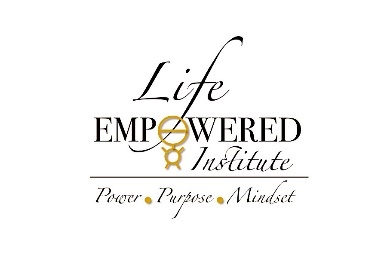 Life
EMPOWERED
Institute
Power • Purpose • Mindset